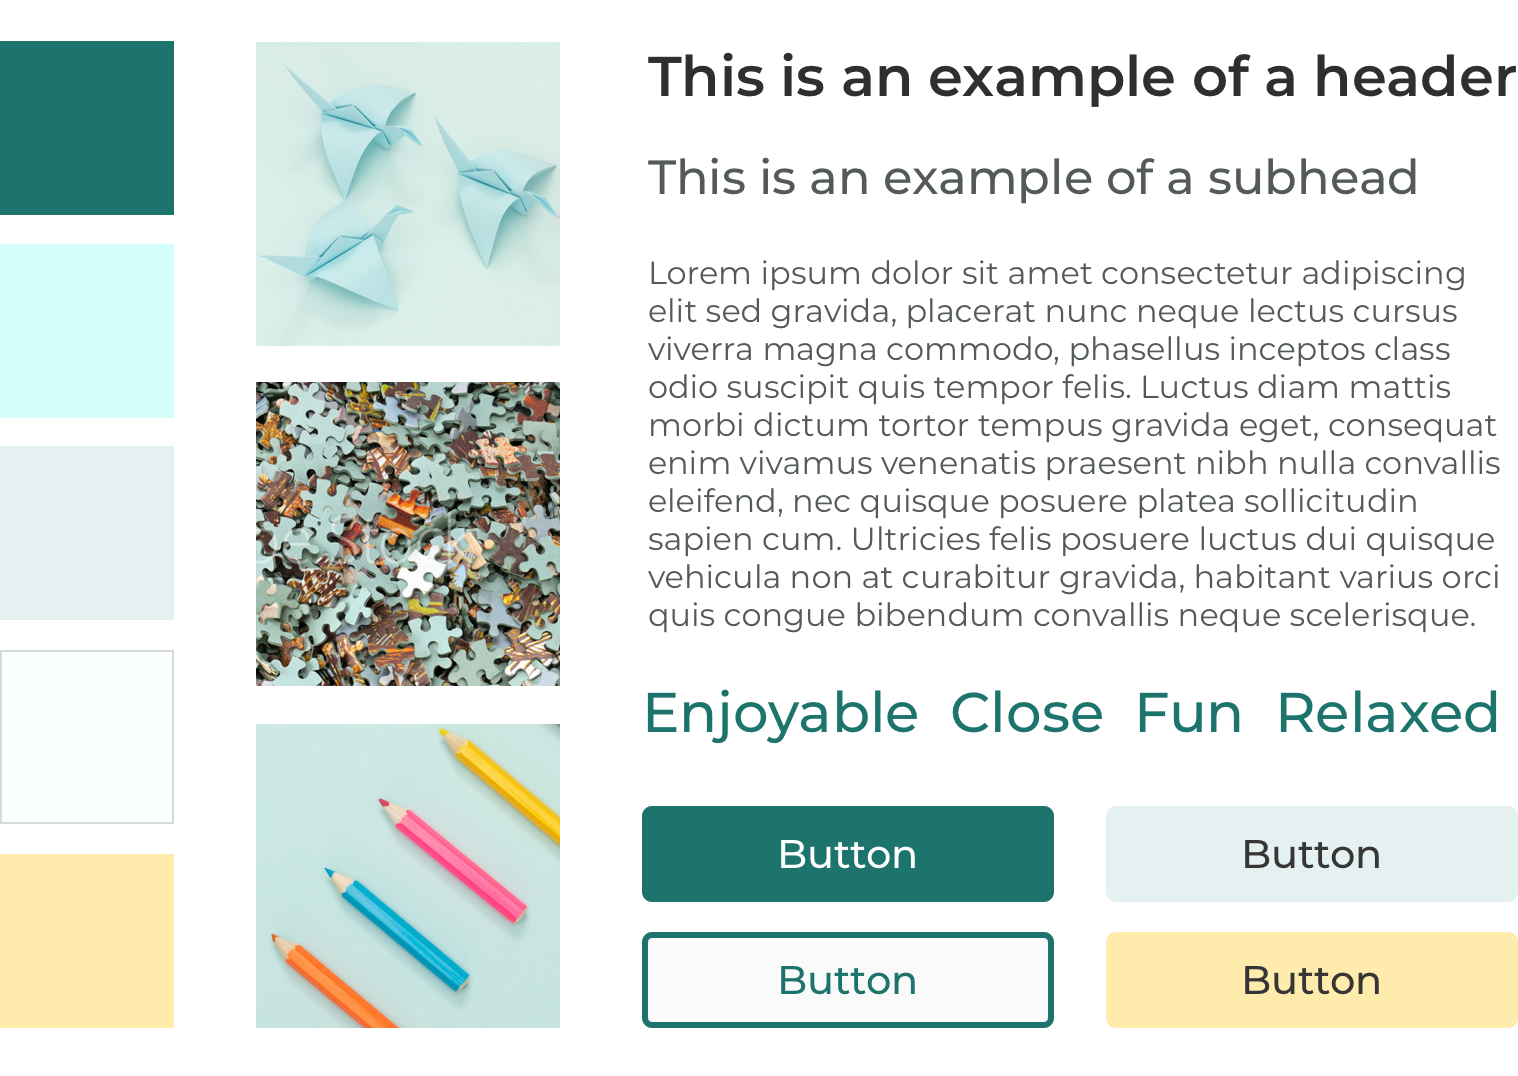 This is an example of a header
This is an example of a subhead
Lorem ipsum dolor sit amet consectetur adipiscing
elit sed gravida, placerat nunc neque lectus cursus
viverra magna commodo, phasellus inceptos class
odio suscipit quis tempor felis. Luctus diam mattis
morbi dictum tortor tempus gravida eget, consequat
enim vivamus venenatis praesent nibh nulla convallis
eleifend, nec quisque posuere platea sollicitudin
sapien cum. Ultricies felis posuere luctus dui quisque
vehicula non at curabitur gravida, habitant varius orci
quis congue bibendum convallis neque scelerisque.
Enjoyable Close Fun Relaxed
Button Button
Button Button